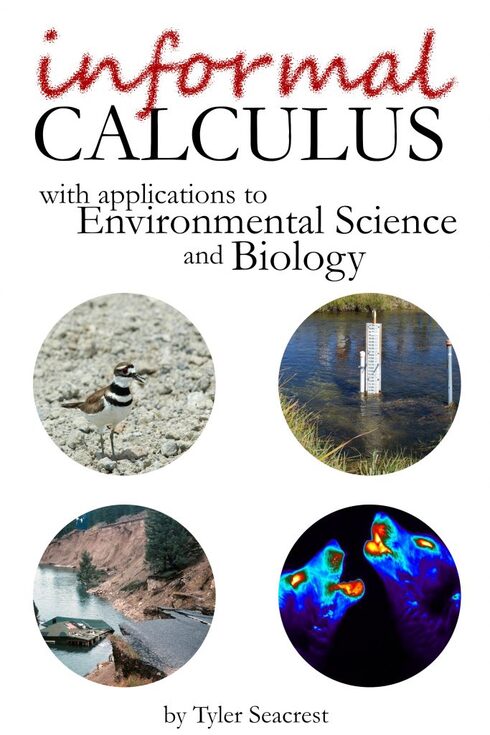 informal
CALCULUS
with applications to
Environmental Science
and Biology
by Tyler Seacrest